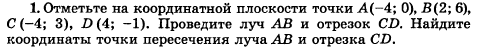 1. Отметьте на координатной плоскости точки A(−4; 0), B(2; 6),
C(−4; 3), D(4; −1). Проведите луч AB и отрезок CD. Найдите
координаты точки пересечения луча AB и отрезка CD.